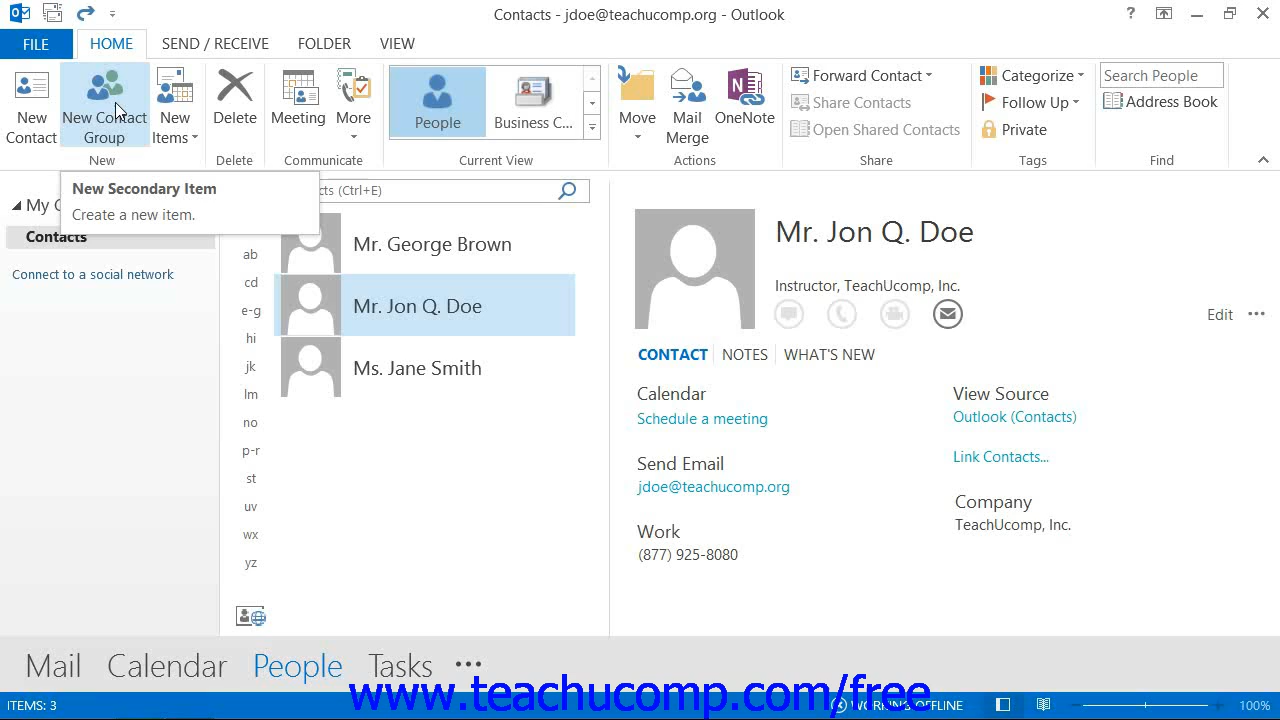 Contacts - jdoe@teachucomp.org - Outlook
?
FILE HOME SEND / RECEIVE FOLDER VIEW
New Contact
New Contact Group
New Items
New
Delete
Delete
Meeting
More
Communicate
People
Business C...
Current View
Move
Mail Merge
OneNote
Actions
Forward Contact
Share Contacts
Open Shared Contacts
Share
Categorize
Follow Up
Private
Tags
Search People
Address Book
Find
New Secondary Item
Create a new item.
My C
Contacts
Connect to a social network
cts (Ctrl+E)
ab
cd
e-g
hi
jk
lm
no
p-r
st
uv
wx
yz
Mr. George Brown
Mr. Jon Q. Doe
Ms. Jane Smith
Mr. Jon Q. Doe
Instructor, TeachUcomp, Inc.
Edit
CONTACT NOTES WHAT'S NEW
Calendar
Schedule a meeting
Send Email
jdoe@teachucomp.org
Work
(877) 925-8080
View Source
Outlook (Contacts)
Link Contacts...
Company
TeachUcomp, Inc.
Mail Calendar People Tasks
www.teachucomp.com/free
ITEMS: 3
WORKING OFFLINE
100%